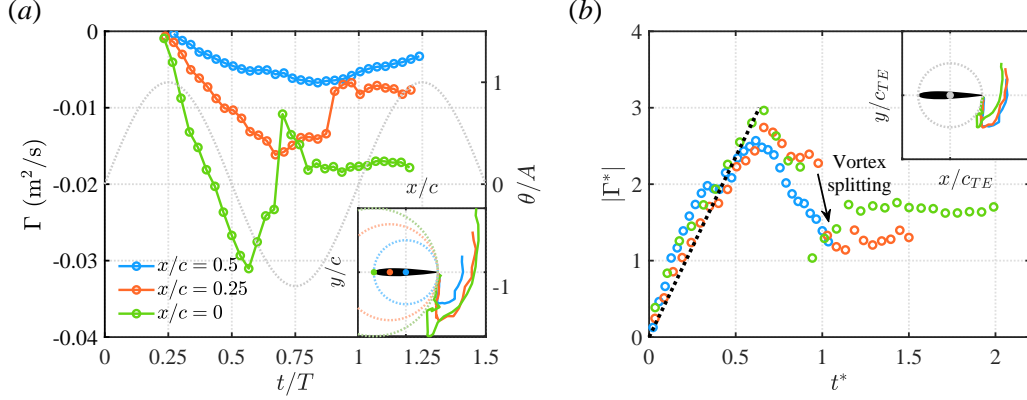 (a)
0
-0.01
-0.02
-0.03
-0.04
Γ (m²/s)
1
0
-1
θ/A
x/c = 0.5
x/c = 0.25
x/c = 0
x/c
y/c
0
0.25
0.5
0.75
1
1.25
1.5
t/T
(b)
4
3
2
1
0
|Γ*|
y/c_TE
x/c_TE
Vortex
splitting
0
0.5
1
1.5
2
t*